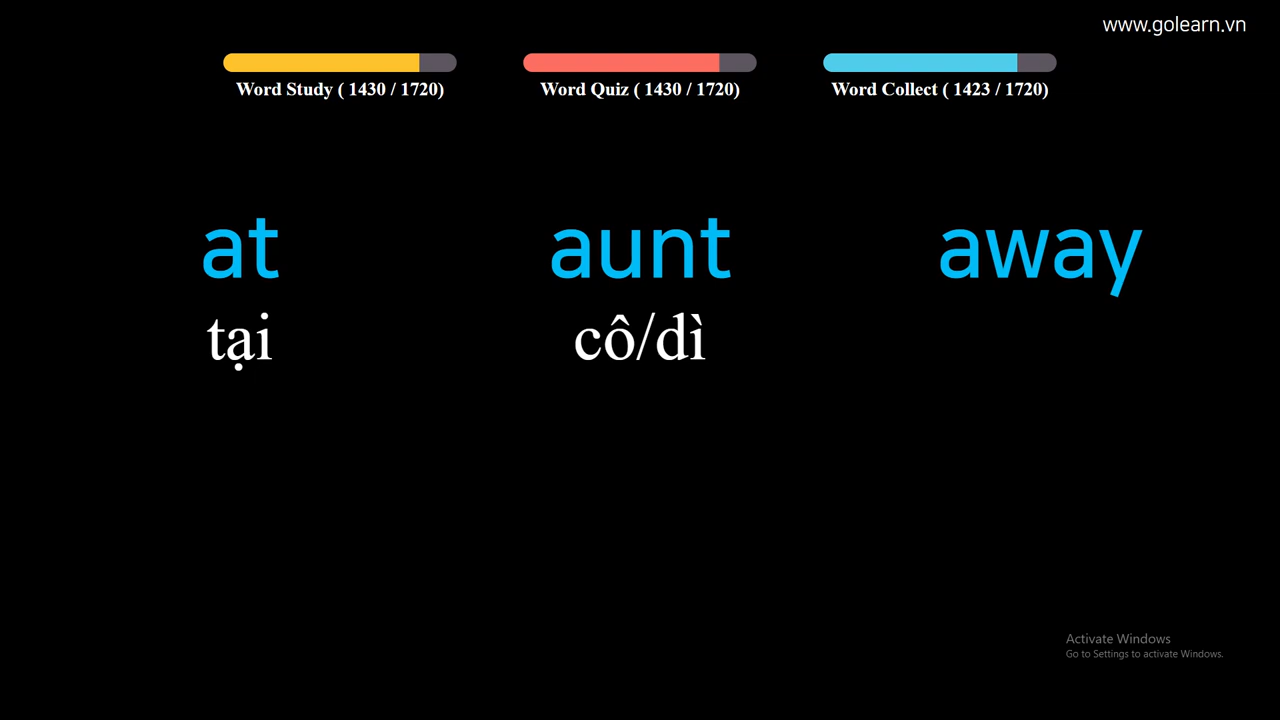 www.golearn.vn
Word Study ( 1430 / 1720)
Word Quiz ( 1430 / 1720)
Word Collect ( 1423 / 1720)
at
aunt
away
tại
cô/dì
Activate Windows
Go to Settings to activate Windows.